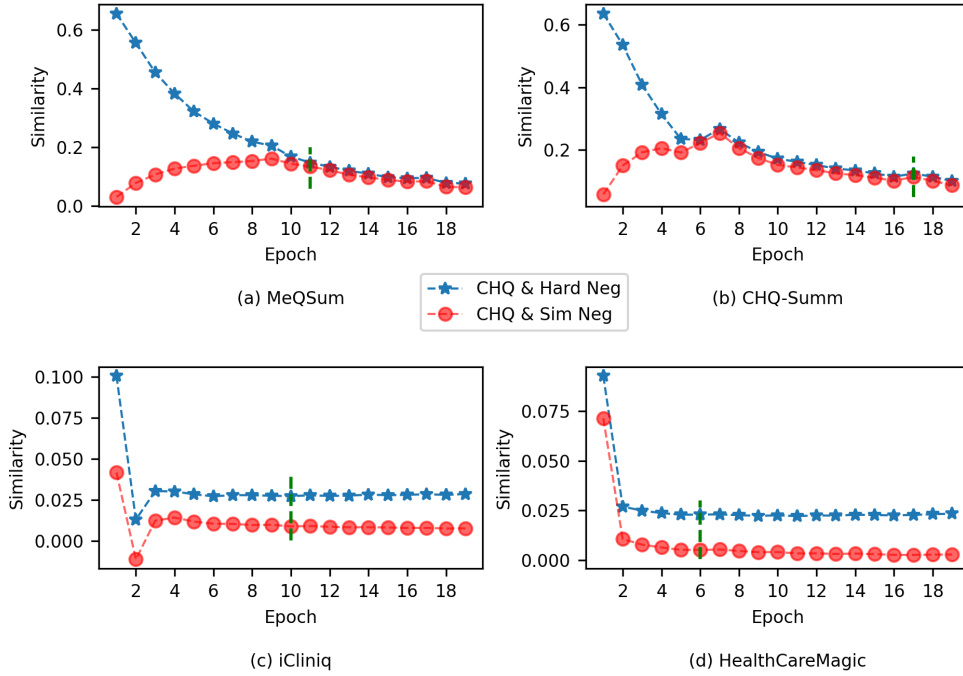 0.6
0.4
0.2
0.0
Similarity
2 4 6 8 10 12 14 16 18
Epoch
(a) MeQSum
0.6
0.4
0.2
Similarity
2 4 6 8 10 12 14 16 18
Epoch
(b) CHQ-Summ
CHQ & Hard Neg
CHQ & Sim Neg
0.100
0.075
0.050
0.025
0.000
Similarity
2 4 6 8 10 12 14 16 18
Epoch
(c) iCliniq
0.075
0.050
0.025
0.000
Similarity
2 4 6 8 10 12 14 16 18
Epoch
(d) HealthCareMagic